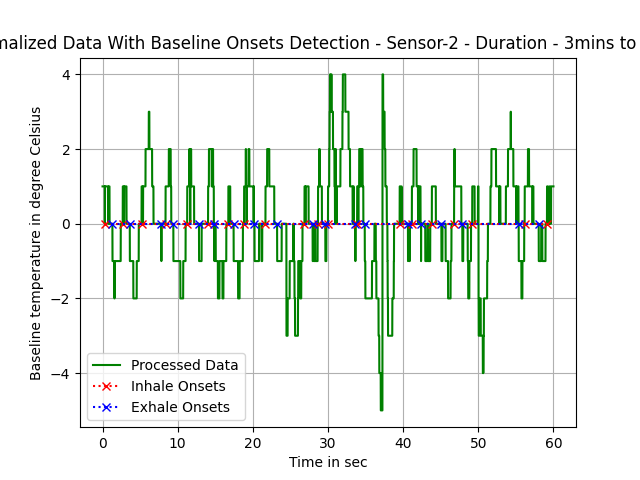 malized Data With Baseline Onsets Detection - Sensor-2 - Duration - 3mins to
Baseline temperature in degree Celsius
4
2
0
−2
−4
Processed Data
Inhale Onsets
Exhale Onsets
0 10 20 30 40 50 60
Time in sec